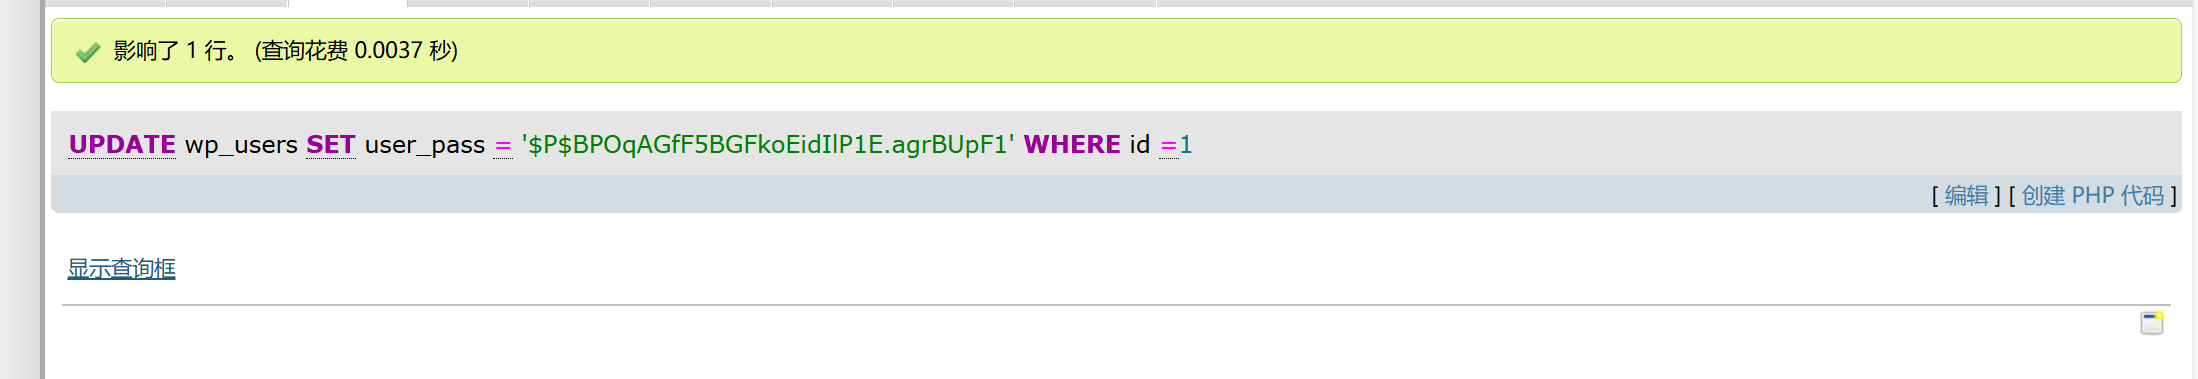 影响了 1 行。 (查询花费 0.0037 秒)
UPDATE wp_users SET user_pass = '$P$BPOqAGfF5BGFkoEidIlP1E.agrBUpF1' WHERE id =1
[ 编辑 ] [ 创建 PHP 代码 ]
显示查询框